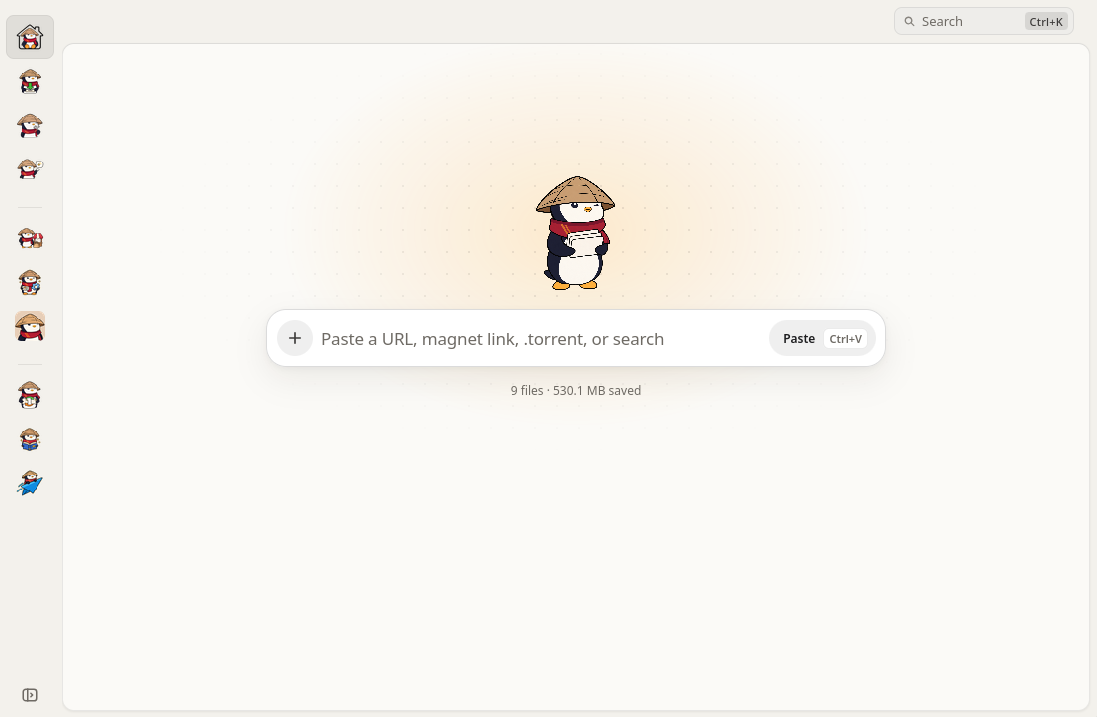 Search Ctrl+K
Paste a URL, magnet link, .torrent, or search Paste Ctrl+V
9 files · 530.1 MB saved